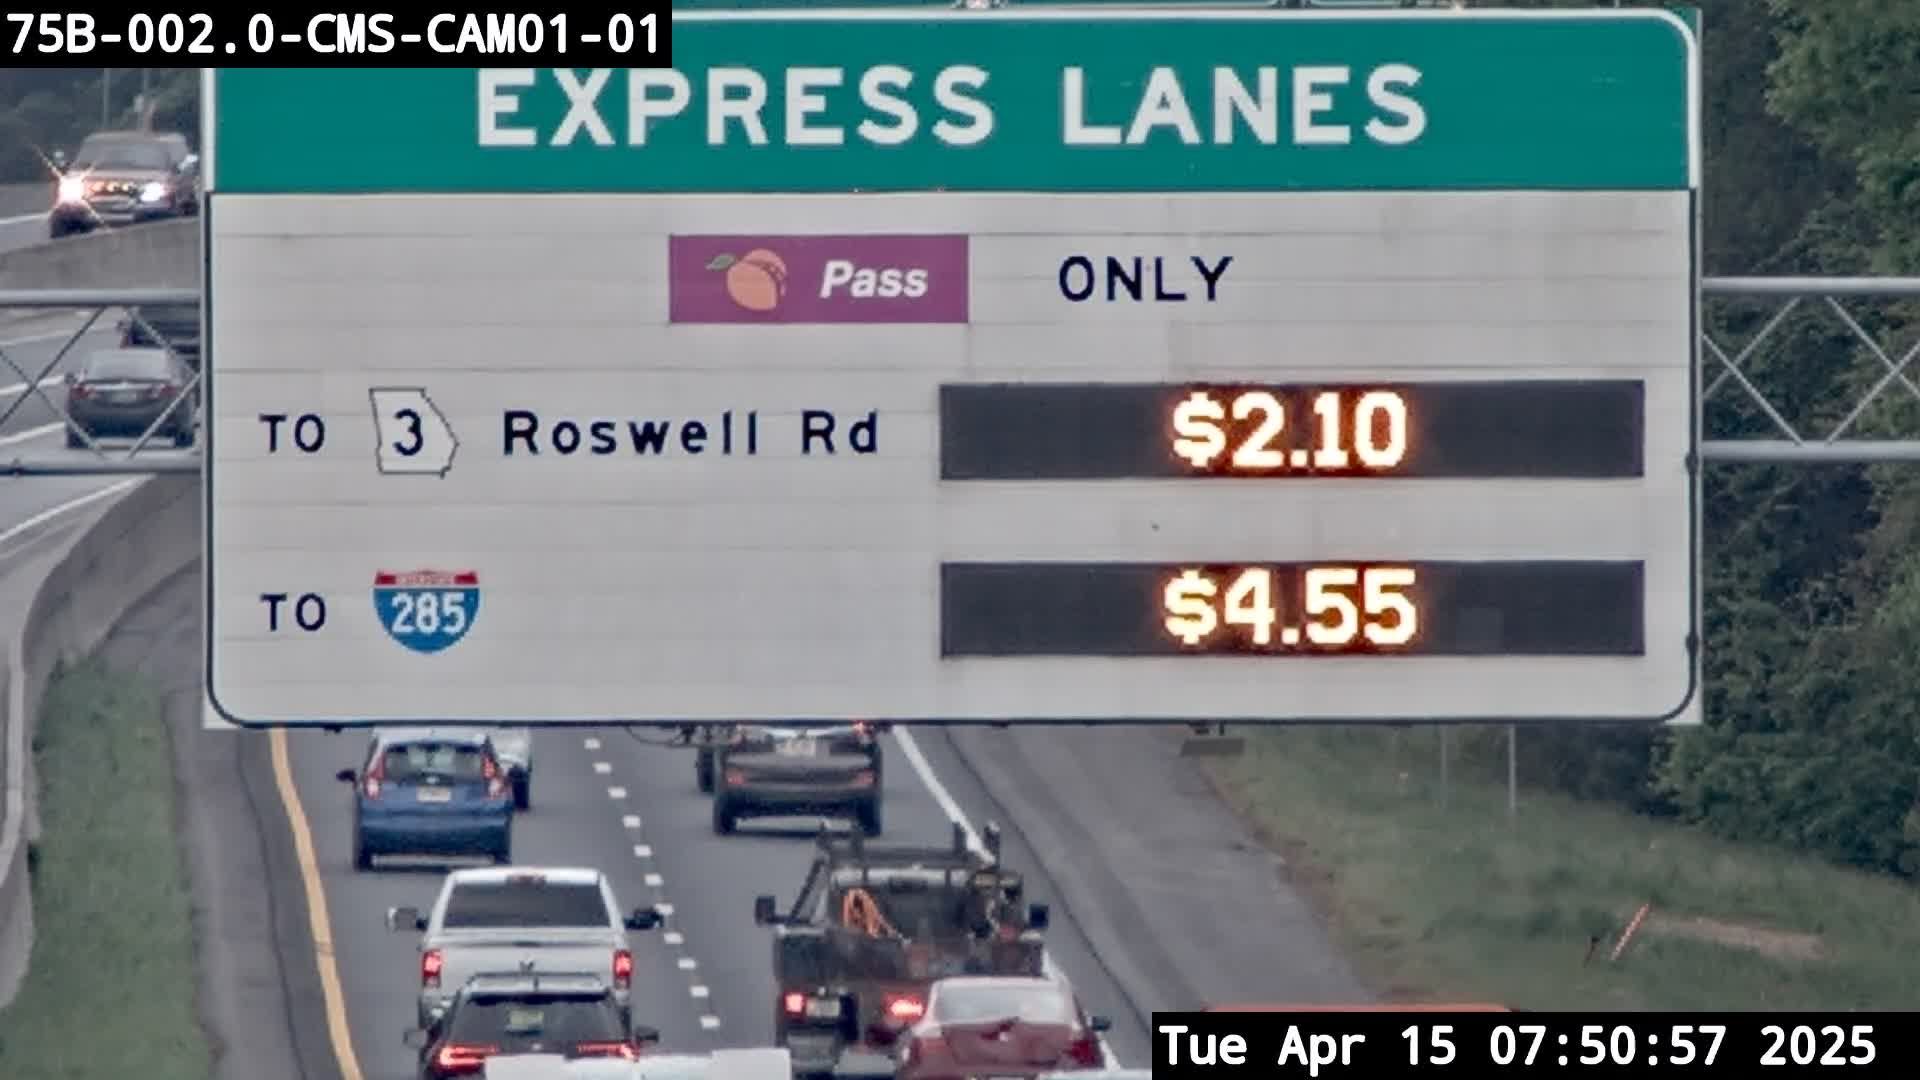 75B-002.0-CMS-CAM01-01
EXPRESS LANES
Pass ONLY
TO 3 Roswell Rd $2.10
TO 285 $4.55
Tue Apr 15 07:50:57 2025